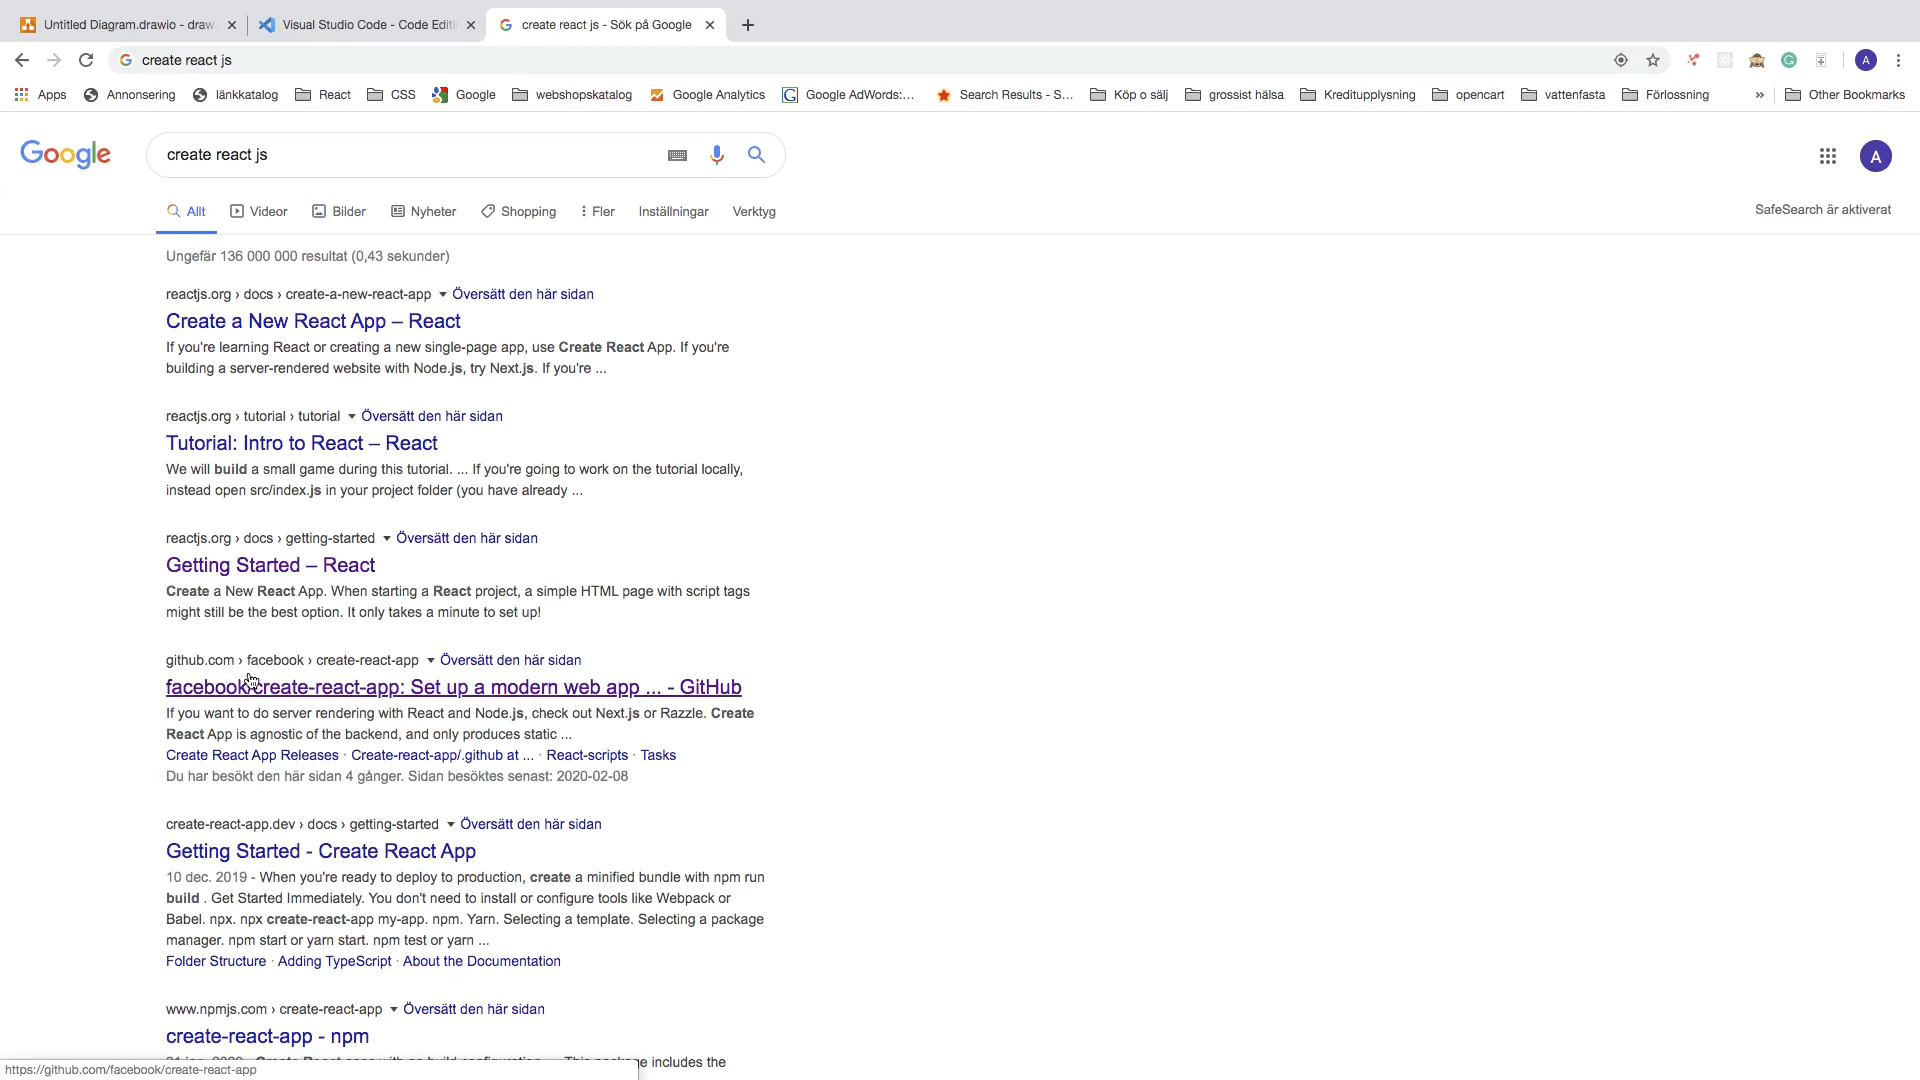 Untitled Diagram.drawio - draw.
Visual Studio Code - Code Editi
create react js - Sök på Google
create react js
Apps
Annonsering
länkkatalog
React
CSS
Google
webshopskatalog
Google Analytics
Google AdWords:...
Search Results - S...
Köp o sälj
grossist hälsa
Kreditupplysning
opencart
vattenfasta
Förlossning
»
Other Bookmarks
A
Google
create react js
A
Allt
Videor
Bilder
Nyheter
Shopping
Fler
Inställningar
Verktyg
SafeSearch är aktiverat
Ungefär 136 000 000 resultat (0,43 sekunder)
reactjs.org › docs › create-a-new-react-app ▾ Översätt den här sidan
Create a New React App – React
If you're learning React or creating a new single-page app, use Create React App. If you're
building a server-rendered website with Node.js, try Next.js. If you're ...
reactjs.org › tutorial › tutorial ▾ Översätt den här sidan
Tutorial: Intro to React – React
We will build a small game during this tutorial. ... If you're going to work on the tutorial locally,
instead open src/index.js in your project folder (you have already ...
reactjs.org › docs › getting-started ▾ Översätt den här sidan
Getting Started – React
Create a New React App. When starting a React project, a simple HTML page with script tags
might still be the best option. It only takes a minute to set up!
github.com › facebook › create-react-app ▾ Översätt den här sidan
facebook/create-react-app: Set up a modern web app ... - GitHub
If you want to do server rendering with React and Node.js, check out Next.js or Razzle. Create
React App is agnostic of the backend, and only produces static ...
Create React App Releases · Create-react-app/.github at ... · React-scripts · Tasks
Du har besökt den här sidan 4 gånger. Sidan besöktes senast: 2020-02-08
create-react-app.dev › docs › getting-started ▾ Översätt den här sidan
Getting Started - Create React App
10 dec. 2019 - When you're ready to deploy to production, create a minified bundle with npm run
build . Get Started Immediately. You don't need to install or configure tools like Webpack or
Babel. npx. npx create-react-app my-app. npm. Yarn. Selecting a template. Selecting a package
manager. npm start or yarn start. npm test or yarn ...
Folder Structure · Adding TypeScript · About the Documentation
www.npmjs.com › create-react-app ▾ Översätt den här sidan
create-react-app - npm
includes the
https://github.com/facebook/create-react-app